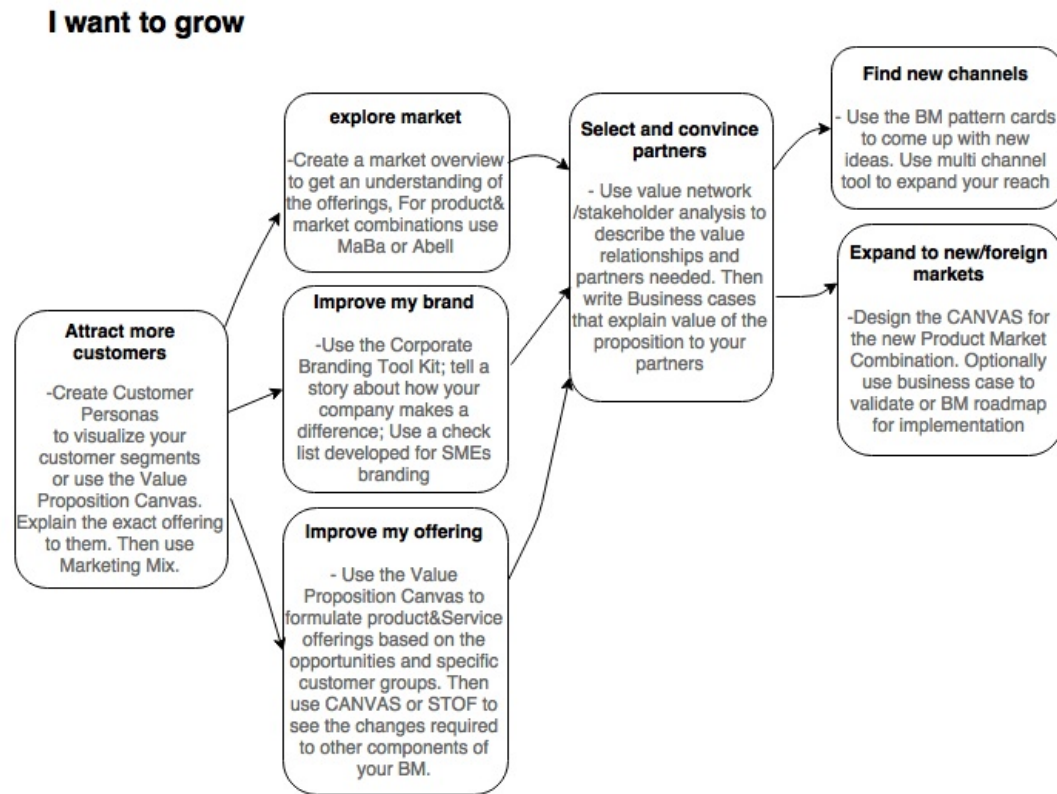 I want to grow
Attract more
customers
-Create Customer
Personas
to visualize your
customer segments
or use the Value
Proposition Canvas.
Explain the exact offering
to them. Then use
Marketing Mix.
explore market
-Create a market overview
to get an understanding of
the offerings, For product&
market combinations use
MaBa or Abell
Improve my brand
-Use the Corporate
Branding Tool Kit; tell a
story about how your
company makes a
difference; Use a check
list developed for SMEs
branding
Improve my offering
- Use the Value
Proposition Canvas to
formulate product&Service
offerings based on the
opportunities and specific
customer groups. Then
use CANVAS or STOF to
see the changes required
to other components of
your BM.
Select and convince
partners
- Use value network
/stakeholder analysis to
describe the value
relationships and
partners needed. Then
write Business cases
that explain value of the
proposition to your
partners
Find new channels
- Use the BM pattern cards
to come up with new
ideas. Use multi channel
tool to expand your reach
Expand to new/foreign
markets
-Design the CANVAS for
the new Product Market
Combination. Optionally
use business case to
validate or BM roadmap
for implementation